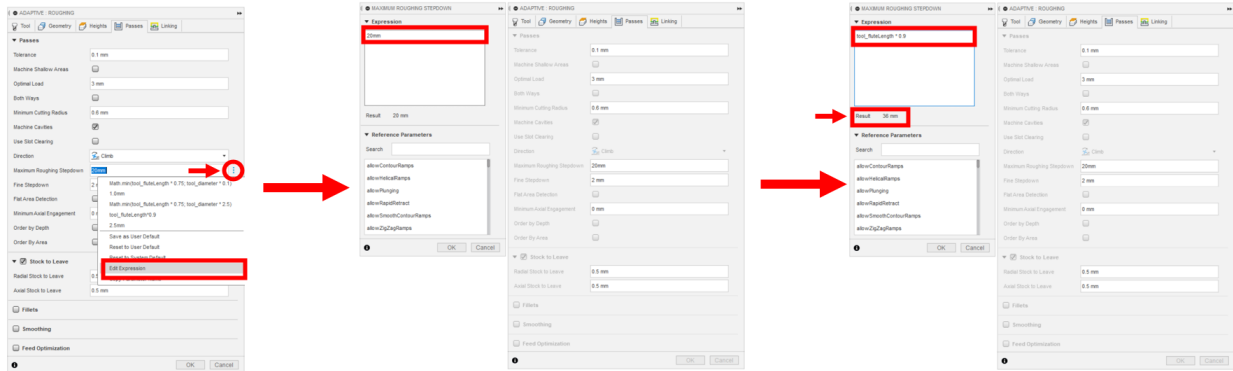 ADAPTIVE : ROUGHING
Tool Geometry Heights Passes Linking
Passes
Tolerance 0.1 mm
Machine Shallow Areas
Optimal Load 3 mm
Both Ways
Minimum Cutting Radius 0.6 mm
Machine Cavities
Use Slot Clearing
Direction Climb
Maximum Roughing Stepdown 20mm
Fine Stepdown 2
Math.min(tool_fluteLength * 0.75; tool_diameter * 0.1)
1.8mm
Flat Area Detection
Math.min(tool_fluteLength * 0.75; tool_diameter * 2.5)
Minimum Axial Engagement 0
tool_fluteLength*0.9
Order by Depth
2.5mm
Save as User Default
Order By Area
Reset to User Default
Reset to System Default
Stock to Leave
Edit Expression
Radial Stock to Leave 0.5
Axial Stock to Leave 0.5 mm
Fillets
Smoothing
Feed Optimization
OK Cancel
MAXIMUM ROUGHING STEPDOWN
Expression
20mm
Result 20 mm
Reference Parameters
Search
allowContourRamps
allowHelicalRamps
allowPlunging
allowRapidRetract
allowSmoothContourRamps
allowZigZagRamps
OK Cancel
ADAPTIVE : ROUGHING
Tool Geometry Heights Passes Linking
Passes
Tolerance 0.1 mm
Machine Shallow Areas
Optimal Load 3 mm
Both Ways
Minimum Cutting Radius 0.6 mm
Machine Cavities
Use Slot Clearing
Direction Climb
Maximum Roughing Stepdown 20mm
Fine Stepdown 2 mm
Flat Area Detection
Minimum Axial Engagement 0 mm
Order by Depth
Order By Area
Stock to Leave
Radial Stock to Leave 0.5 mm
Axial Stock to Leave 0.5 mm
Fillets
Smoothing
Feed Optimization
OK Cancel
MAXIMUM ROUGHING STEPDOWN
Expression
tool_fluteLength * 0.9
Result 36 mm
Reference Parameters
Search
allowContourRamps
allowHelicalRamps
allowPlunging
allowRapidRetract
allowSmoothContourRamps
allowZigZagRamps
OK Cancel
ADAPTIVE : ROUGHING
Tool Geometry Heights Passes Linking
Passes
Tolerance 0.1 mm
Machine Shallow Areas
Optimal Load 3 mm
Both Ways
Minimum Cutting Radius 0.6 mm
Machine Cavities
Use Slot Clearing
Direction Climb
Maximum Roughing Stepdown 20mm
Fine Stepdown 2 mm
Flat Area Detection
Minimum Axial Engagement 0 mm
Order by Depth
Order By Area
Stock to Leave
Radial Stock to Leave 0.5 mm
Axial Stock to Leave 0.5 mm
Fillets
Smoothing
Feed Optimization
OK Cancel